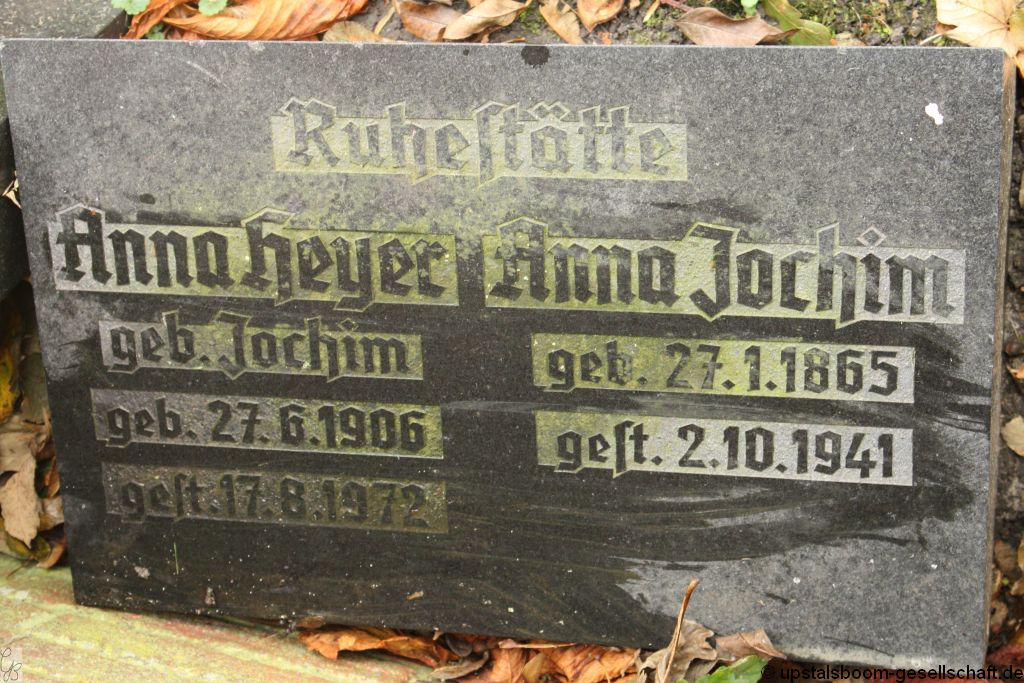 Ruheſtätte
Anna Heyer
geb. Jochim
geb. 27.6.1906
geſt. 17.8.1972
Anna Jochim
geb. 27.1.1865
geſt. 2.10.1941
© upstalsboom-gesellschaft.de